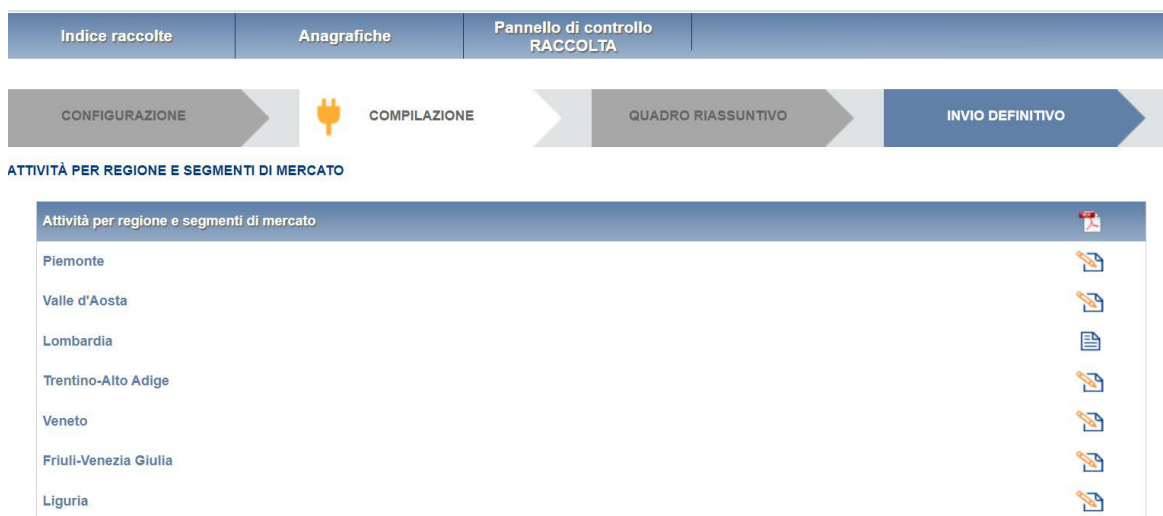 Indice raccolte
Anagrafiche
Pannello di controllo
RACCOLTA
CONFIGURAZIONE
COMPILAZIONE
QUADRO RIASSUNTIVO
INVIO DEFINITIVO
ATTIVITÀ PER REGIONE E SEGMENTI DI MERCATO
Attività per regione e segmenti di mercato
Piemonte
Valle d'Aosta
Lombardia
Trentino-Alto Adige
Veneto
Friuli-Venezia Giulia
Liguria